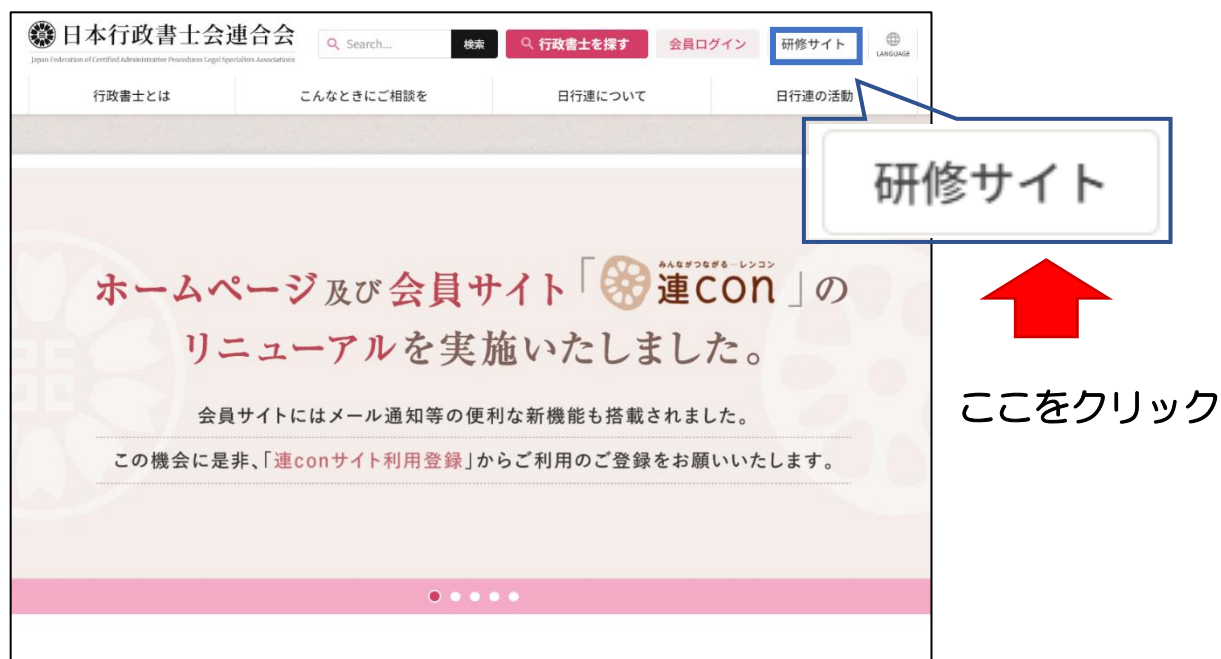 日本行政書士会連合会
Japan Federation of Certified Administrative Procedures Legal Specialists Associations
Search...
検索
行政書士を探す
会員ログイン
研修サイト
LANGUAGE
行政書士とは
こんなときにご相談を
日行連について
日行連の活動
研修サイト
みんながつながる−レンコン
ホームページ及び会員サイト「連con」の
リニューアルを実施いたしました。
ここをクリック
会員サイトにはメール通知等の便利な新機能も搭載されました。
この機会に是非、「連conサイト利用登録」からご利用のご登録をお願いいたします。